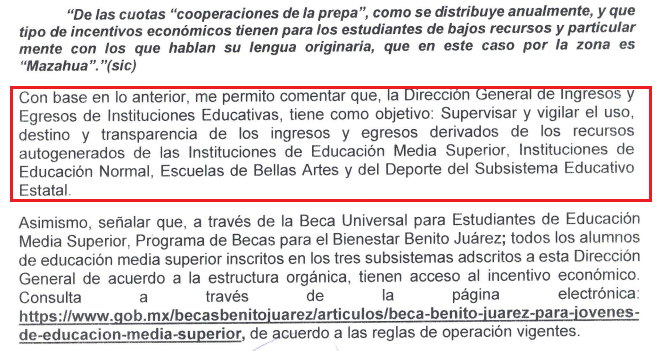 "De las cuotas "cooperaciones de la prepa", como se distribuye anualmente, y que
tipo de incentivos económicos tienen para los estudiantes de bajos recursos y particular
mente con los que hablan su lengua originaria, que en este caso por la zona es
"Mazahua"."(sic)
Con base en lo anterior, me permito comentar que, la Dirección General de Ingresos y
Egresos de Instituciones Educativas, tiene como objetivo: Supervisar y vigilar el uso,
destino y transparencia de los ingresos y egresos derivados de los recursos
autogenerados de las Instituciones de Educación Media Superior, Instituciones de
Educación Normal, Escuelas de Bellas Artes y del Deporte del Subsistema Educativo
Estatal.
Asimismo, señalar que, a través de la Beca Universal para Estudiantes de Educación
Media Superior, Programa de Becas para el Bienestar Benito Juárez; todos los alumnos
de educación media superior inscritos en los tres subsistemas adscritos a esta Dirección
General de acuerdo a la estructura orgánica, tienen acceso al incentivo económico.
Consulta a través de la página electrónica:
https://www.gob.mx/becasbenitojuarez/articulos/beca-benito-juarez-para-jovenes-
de-educacion-media-superior, de acuerdo a las reglas de operación vigentes.